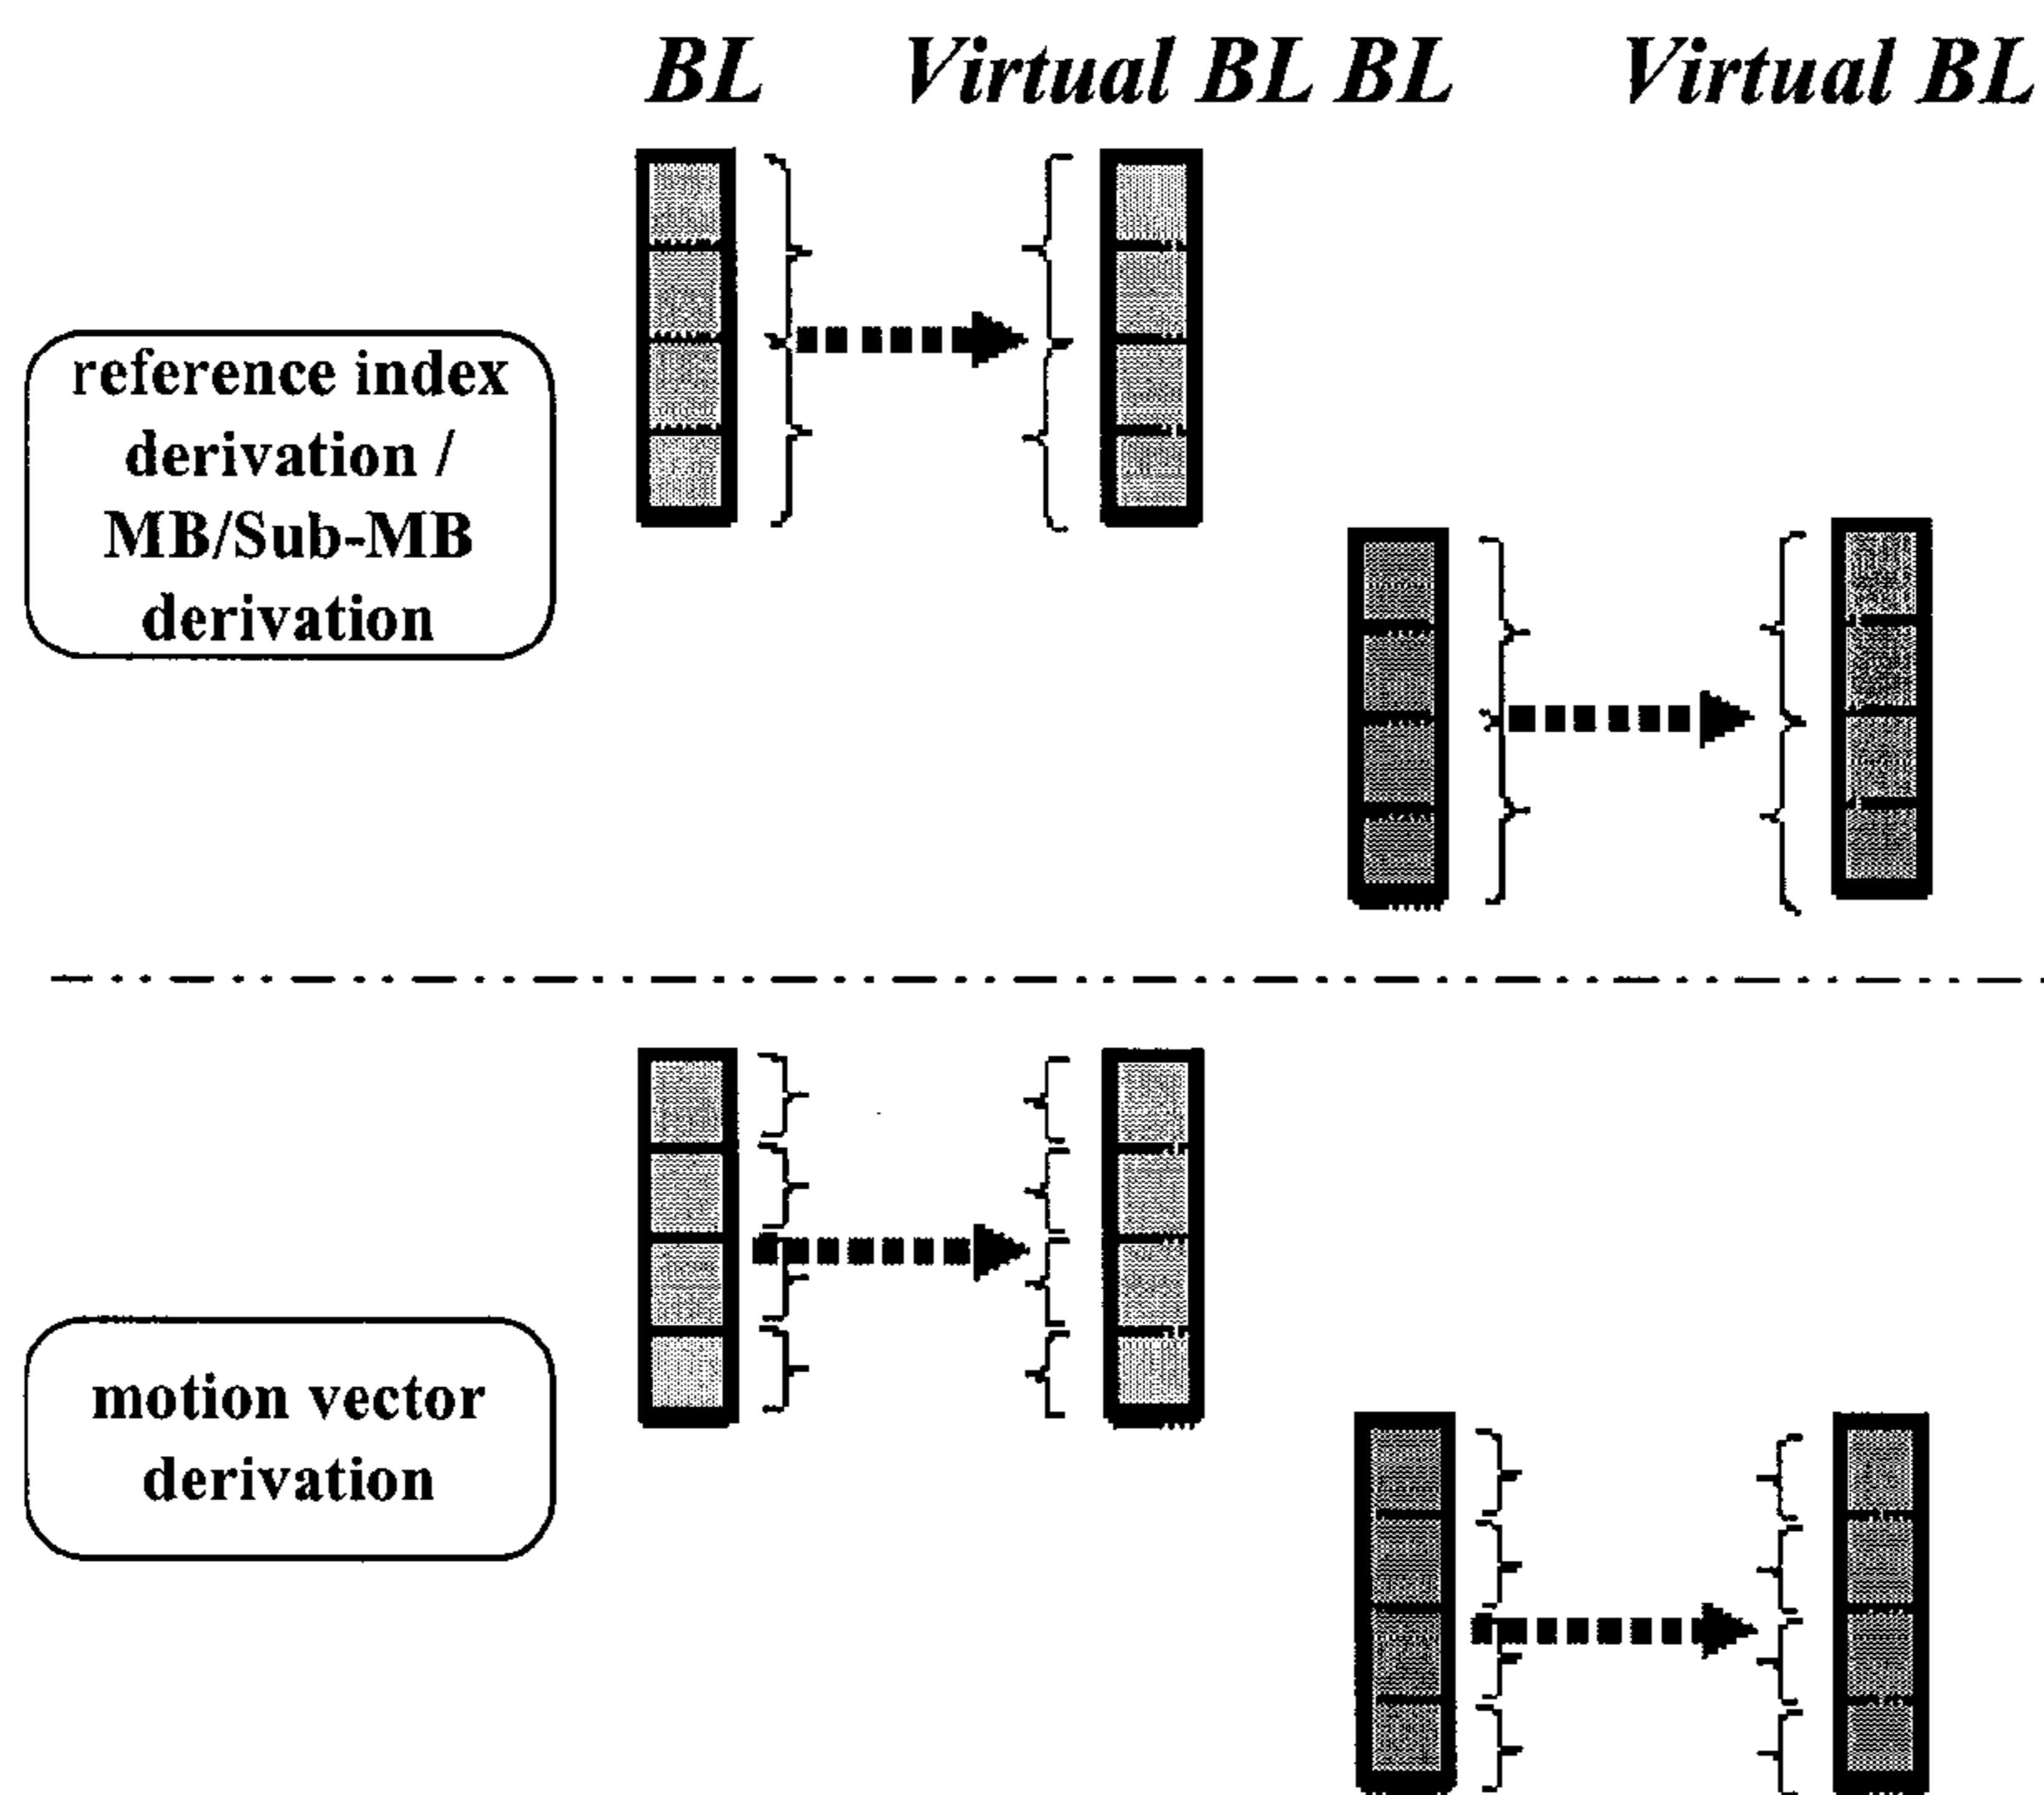 BL Virtual BL BL Virtual BL
reference index
derivation /
MB/Sub-MB
derivation
motion vector
derivation